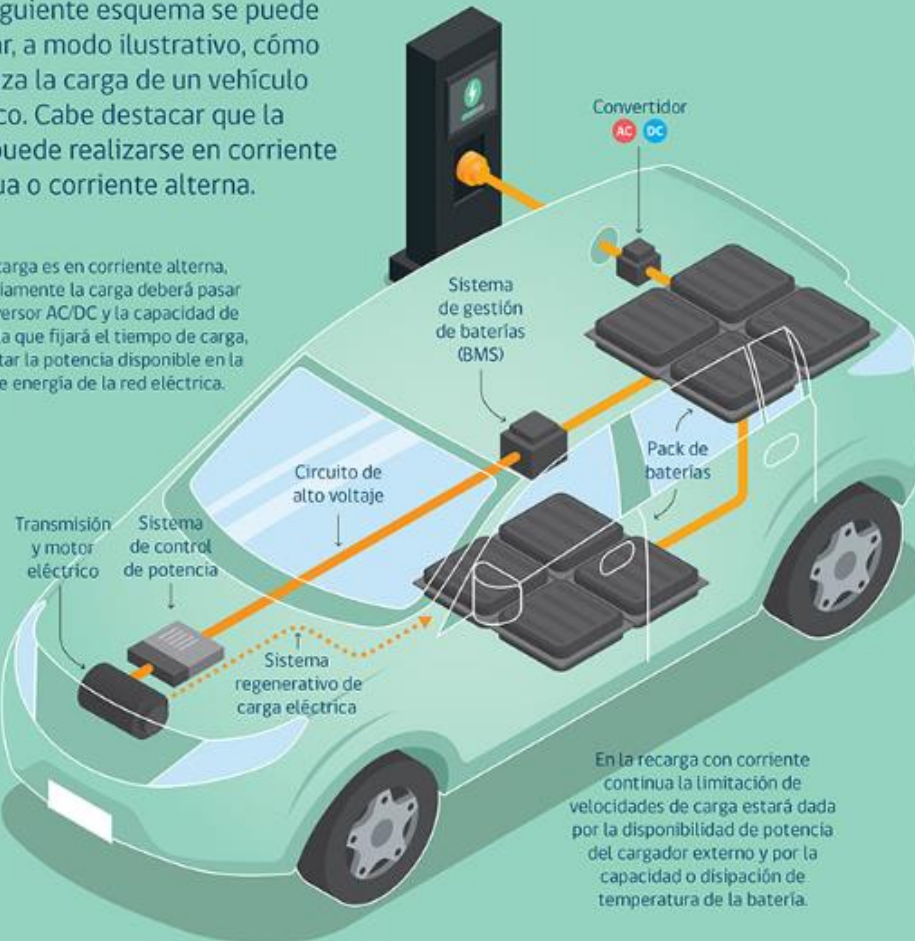 guiente esquema se puede
ar, a modo ilustrativo, cómo
iza la carga de un vehículo
co. Cabe destacar que la
puede realizarse en corriente
ua o corriente alterna.
carga es en corriente alterna,
riamente la carga deberá pasar
versor AC/DC y la capacidad de
la que fijará el tiempo de carga,
tar la potencia disponible en la
e energía de la red eléctrica.
Convertidor
AC DC
Sistema
de gestión
de baterías
(BMS)
Pack de
baterías
Circuito de
alto voltaje
Transmisión
y motor
eléctrico
Sistema
de control
de potencia
Sistema
regenerativo de
carga eléctrica
En la recarga con corriente
continua la limitación de
velocidades de carga estará dada
por la disponibilidad de potencia
del cargador externo y por la
capacidad o disipación de
temperatura de la batería.